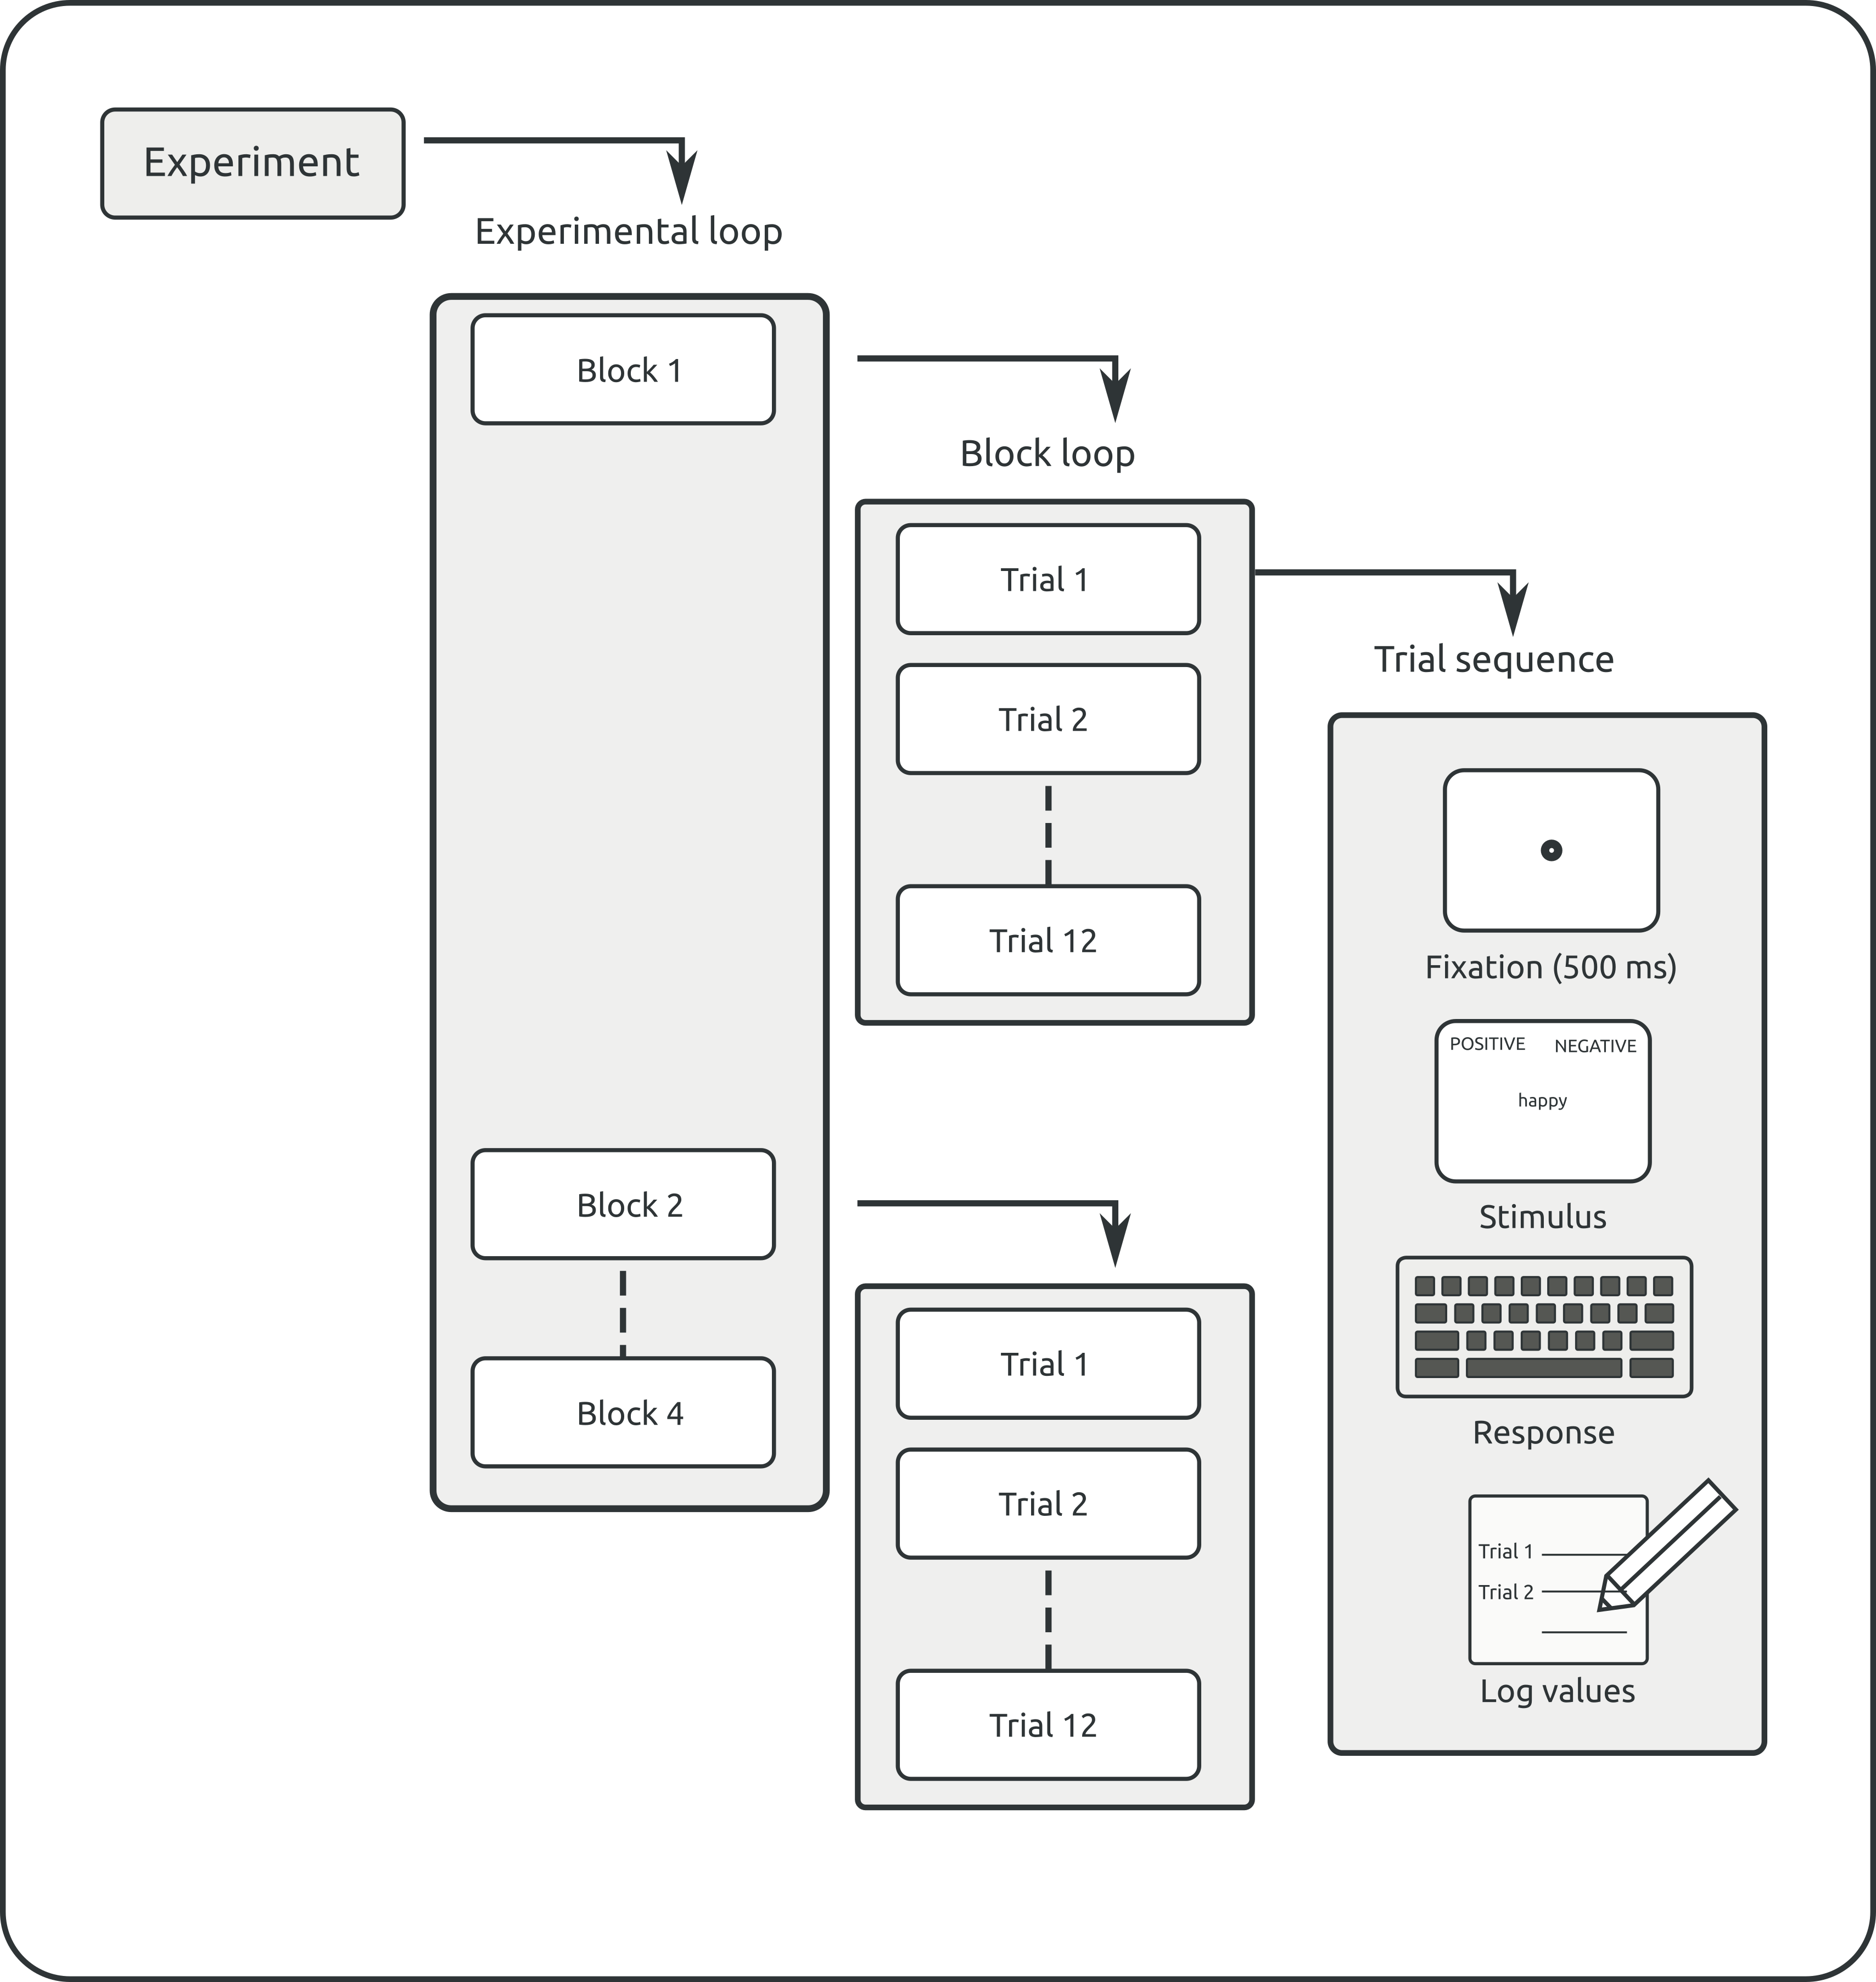 Experiment
Experimental loop
Block 1
Block loop
Trial 1
Trial 2
Trial 12
Trial sequence
Fixation (500 ms)
POSITIVE NEGATIVE
happy
Stimulus
Response
Trial 1
Trial 2
Log values
Block 2
Block 4
Trial 1
Trial 2
Trial 12